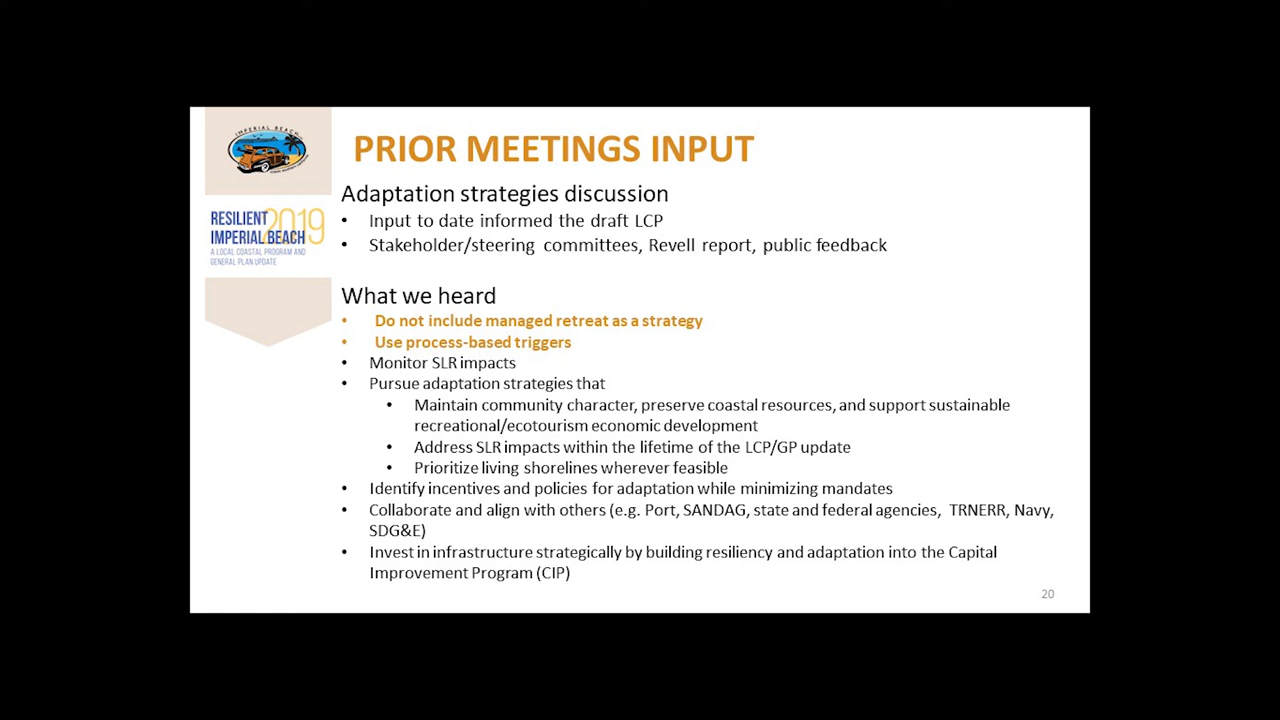 IMPERIAL BEACH
PRIOR MEETINGS INPUT
Adaptation strategies discussion
• Input to date informed the draft LCP
• Stakeholder/steering committees, Revell report, public feedback
RESILIENT 2019
IMPERIAL BEACH
A LOCAL COASTAL PROGRAM AND
GENERAL PLAN UPDATE
What we heard
• Do not include managed retreat as a strategy
• Use process-based triggers
• Monitor SLR impacts
• Pursue adaptation strategies that
• Maintain community character, preserve coastal resources, and support sustainable
recreational/ecotourism economic development
• Address SLR impacts within the lifetime of the LCP/GP update
• Prioritize living shorelines wherever feasible
• Identify incentives and policies for adaptation while minimizing mandates
• Collaborate and align with others (e.g. Port, SANDAG, state and federal agencies, TRNERR, Navy,
SDG&E)
• Invest in infrastructure strategically by building resiliency and adaptation into the Capital
Improvement Program (CIP)
20